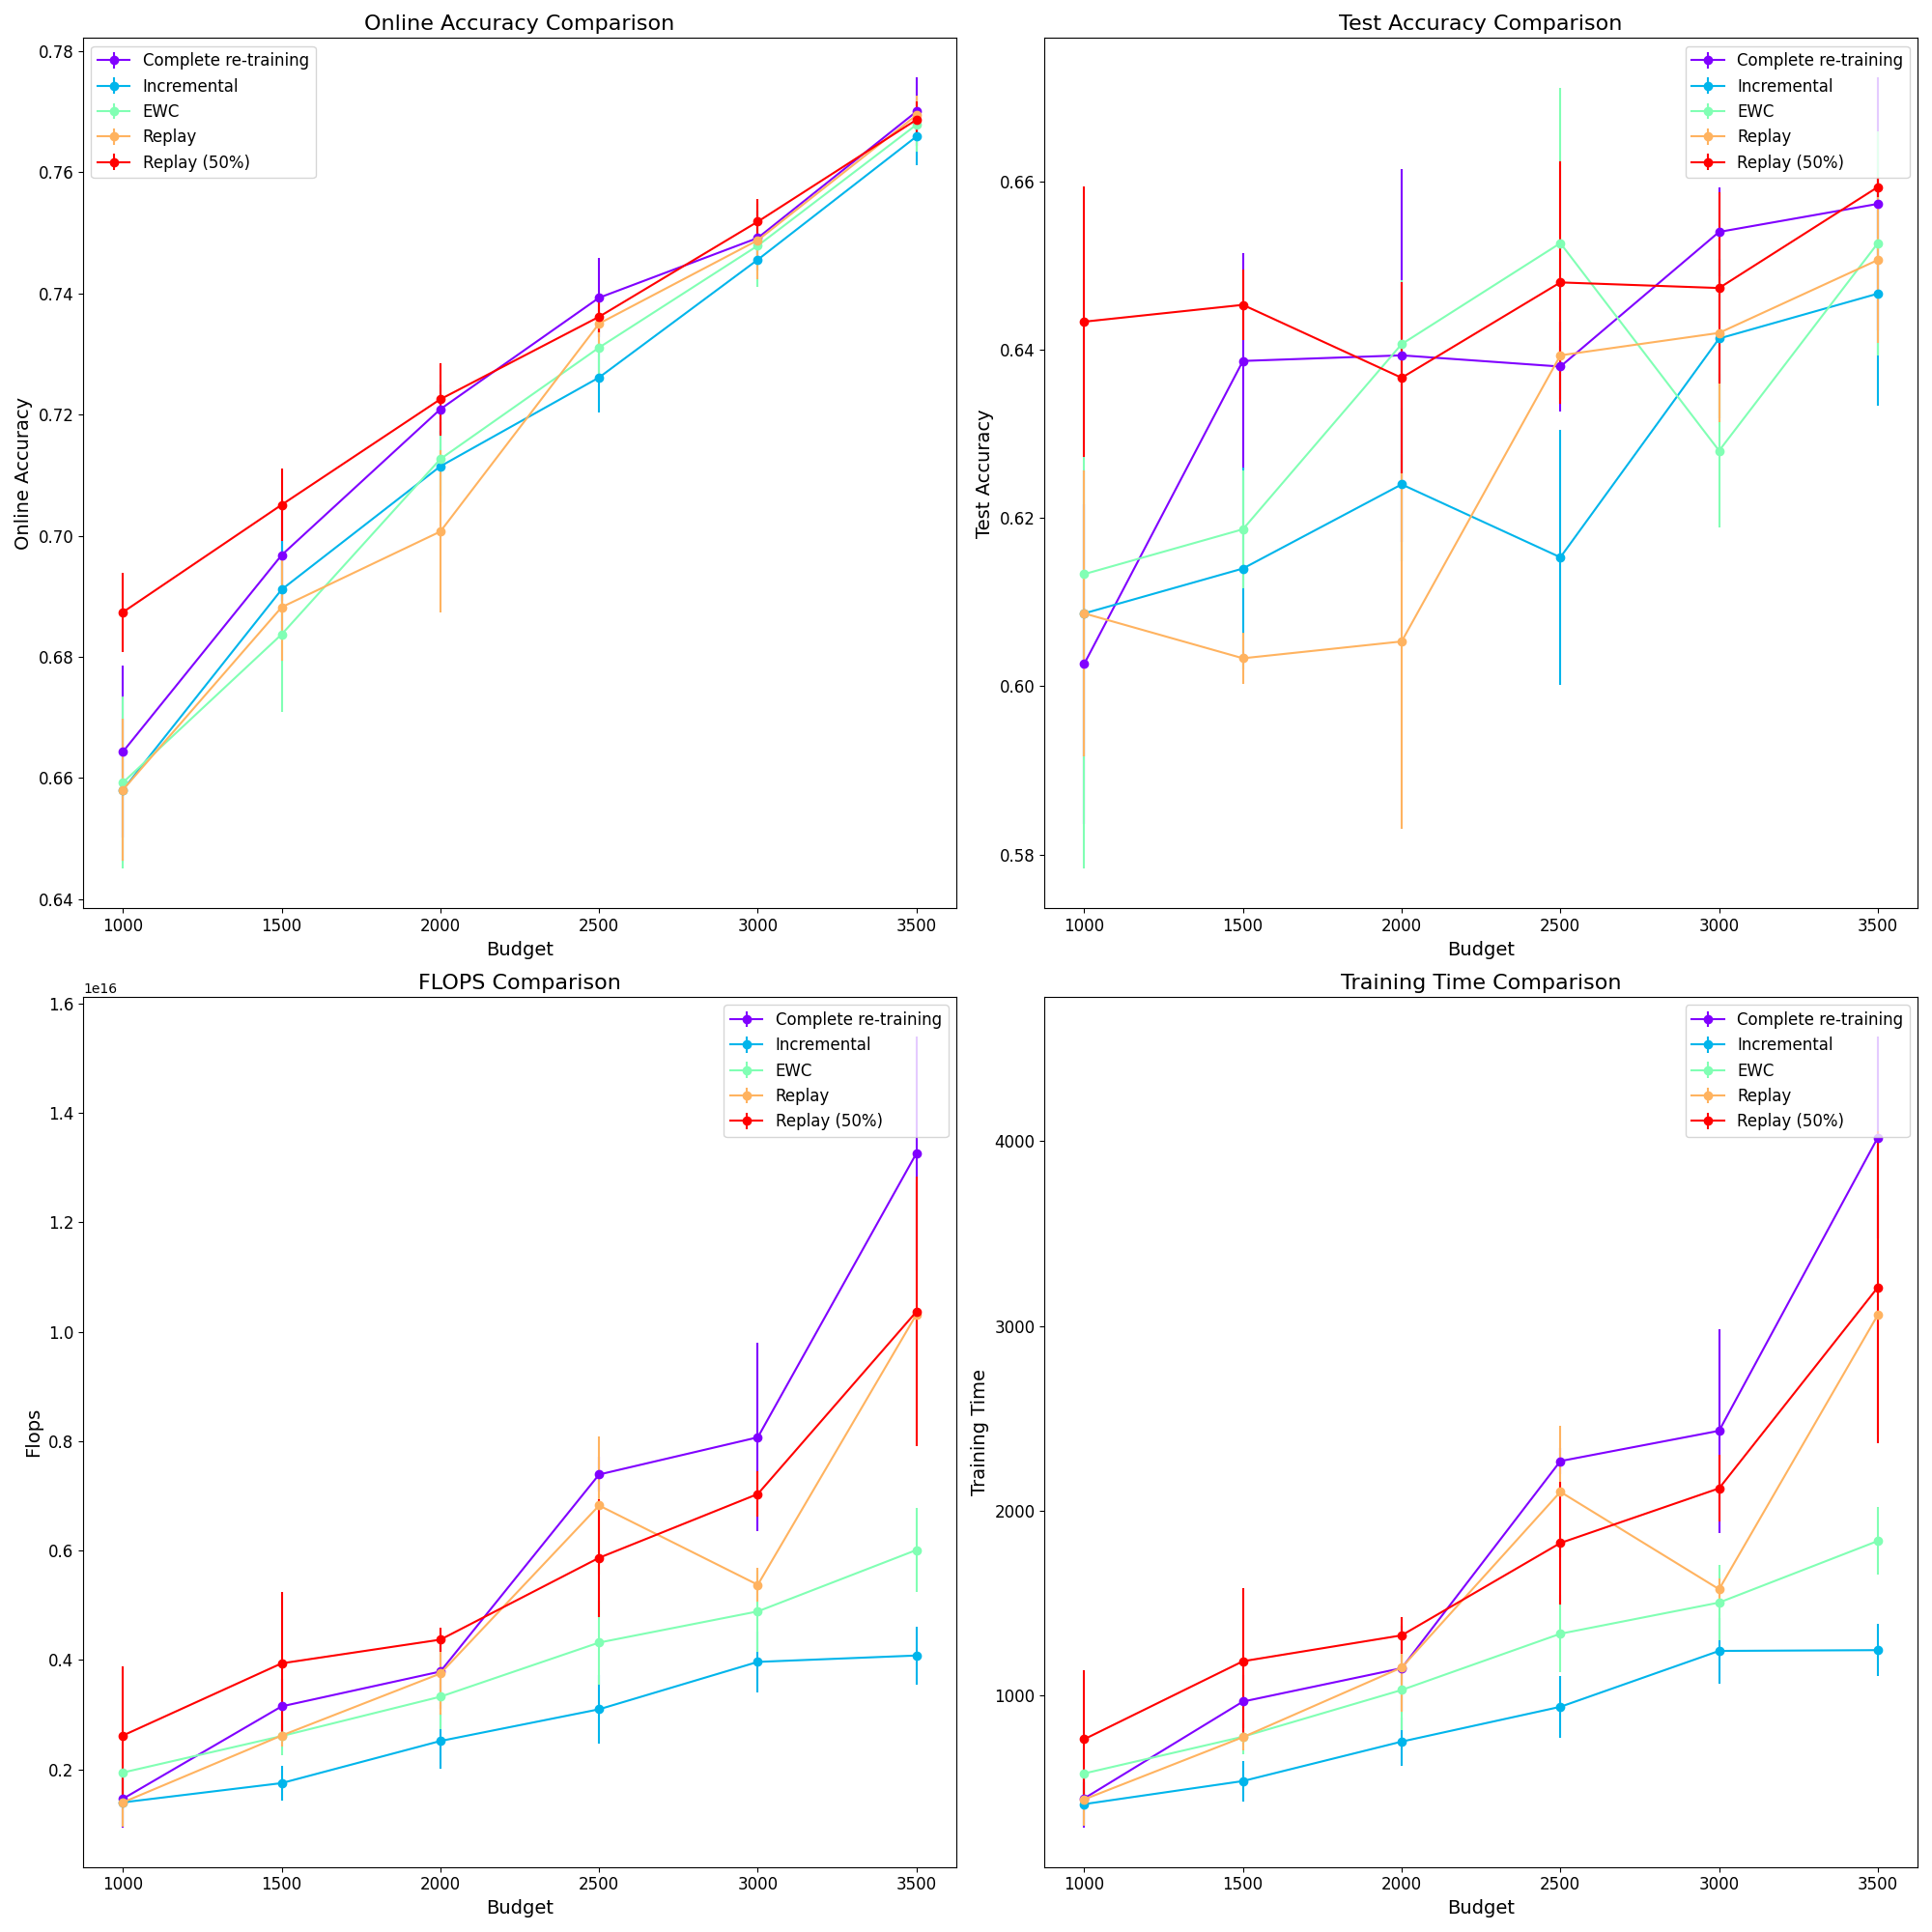 Online Accuracy Comparison
Online Accuracy
0.78
0.76
0.74
0.72
0.70
0.68
0.66
0.64
Complete re-training
Incremental
EWC
Replay
Replay (50%)
1000 1500 2000 2500 3000 3500
Budget
Test Accuracy Comparison
Test Accuracy
0.66
0.64
0.62
0.60
0.58
Complete re-training
Incremental
EWC
Replay
Replay (50%)
1000 1500 2000 2500 3000 3500
Budget
FLOPS Comparison
1e16
Flops
1.6
1.4
1.2
1.0
0.8
0.6
0.4
0.2
Complete re-training
Incremental
EWC
Replay
Replay (50%)
1000 1500 2000 2500 3000 3500
Budget
Training Time Comparison
Training Time
4000
3000
2000
1000
Complete re-training
Incremental
EWC
Replay
Replay (50%)
1000 1500 2000 2500 3000 3500
Budget